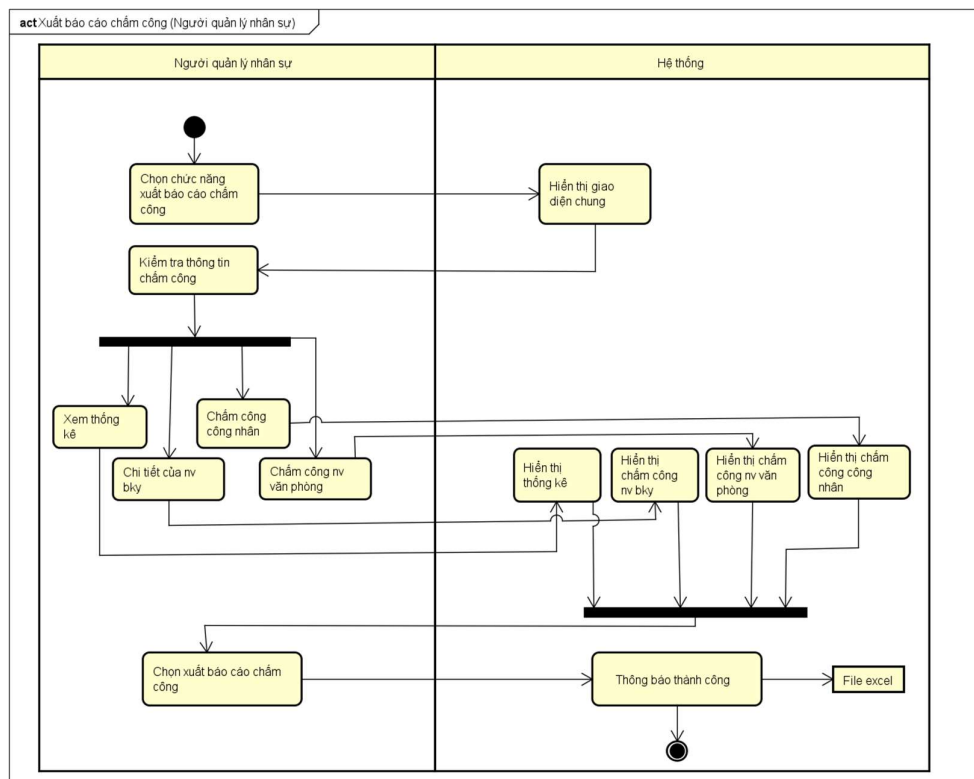 act Xuất báo cáo chấm công (Người quản lý nhân sự)
Người quản lý nhân sự
Hệ thống
Chọn chức năng
xuất báo cáo chấm
công
Hiển thị giao
diện chung
Kiểm tra thông tin
chấm công
Xem thống
kê
Chấm công
công nhân
Chi tiết của nv
bky
Chấm công nv
văn phòng
Hiển thị
thống kê
Hiển thị
chấm công
nv bky
Hiển thị chấm
công nv văn
phòng
Hiển thị chấm
công công
nhân
Chọn xuất báo cáo chấm
công
Thông báo thành công
File excel